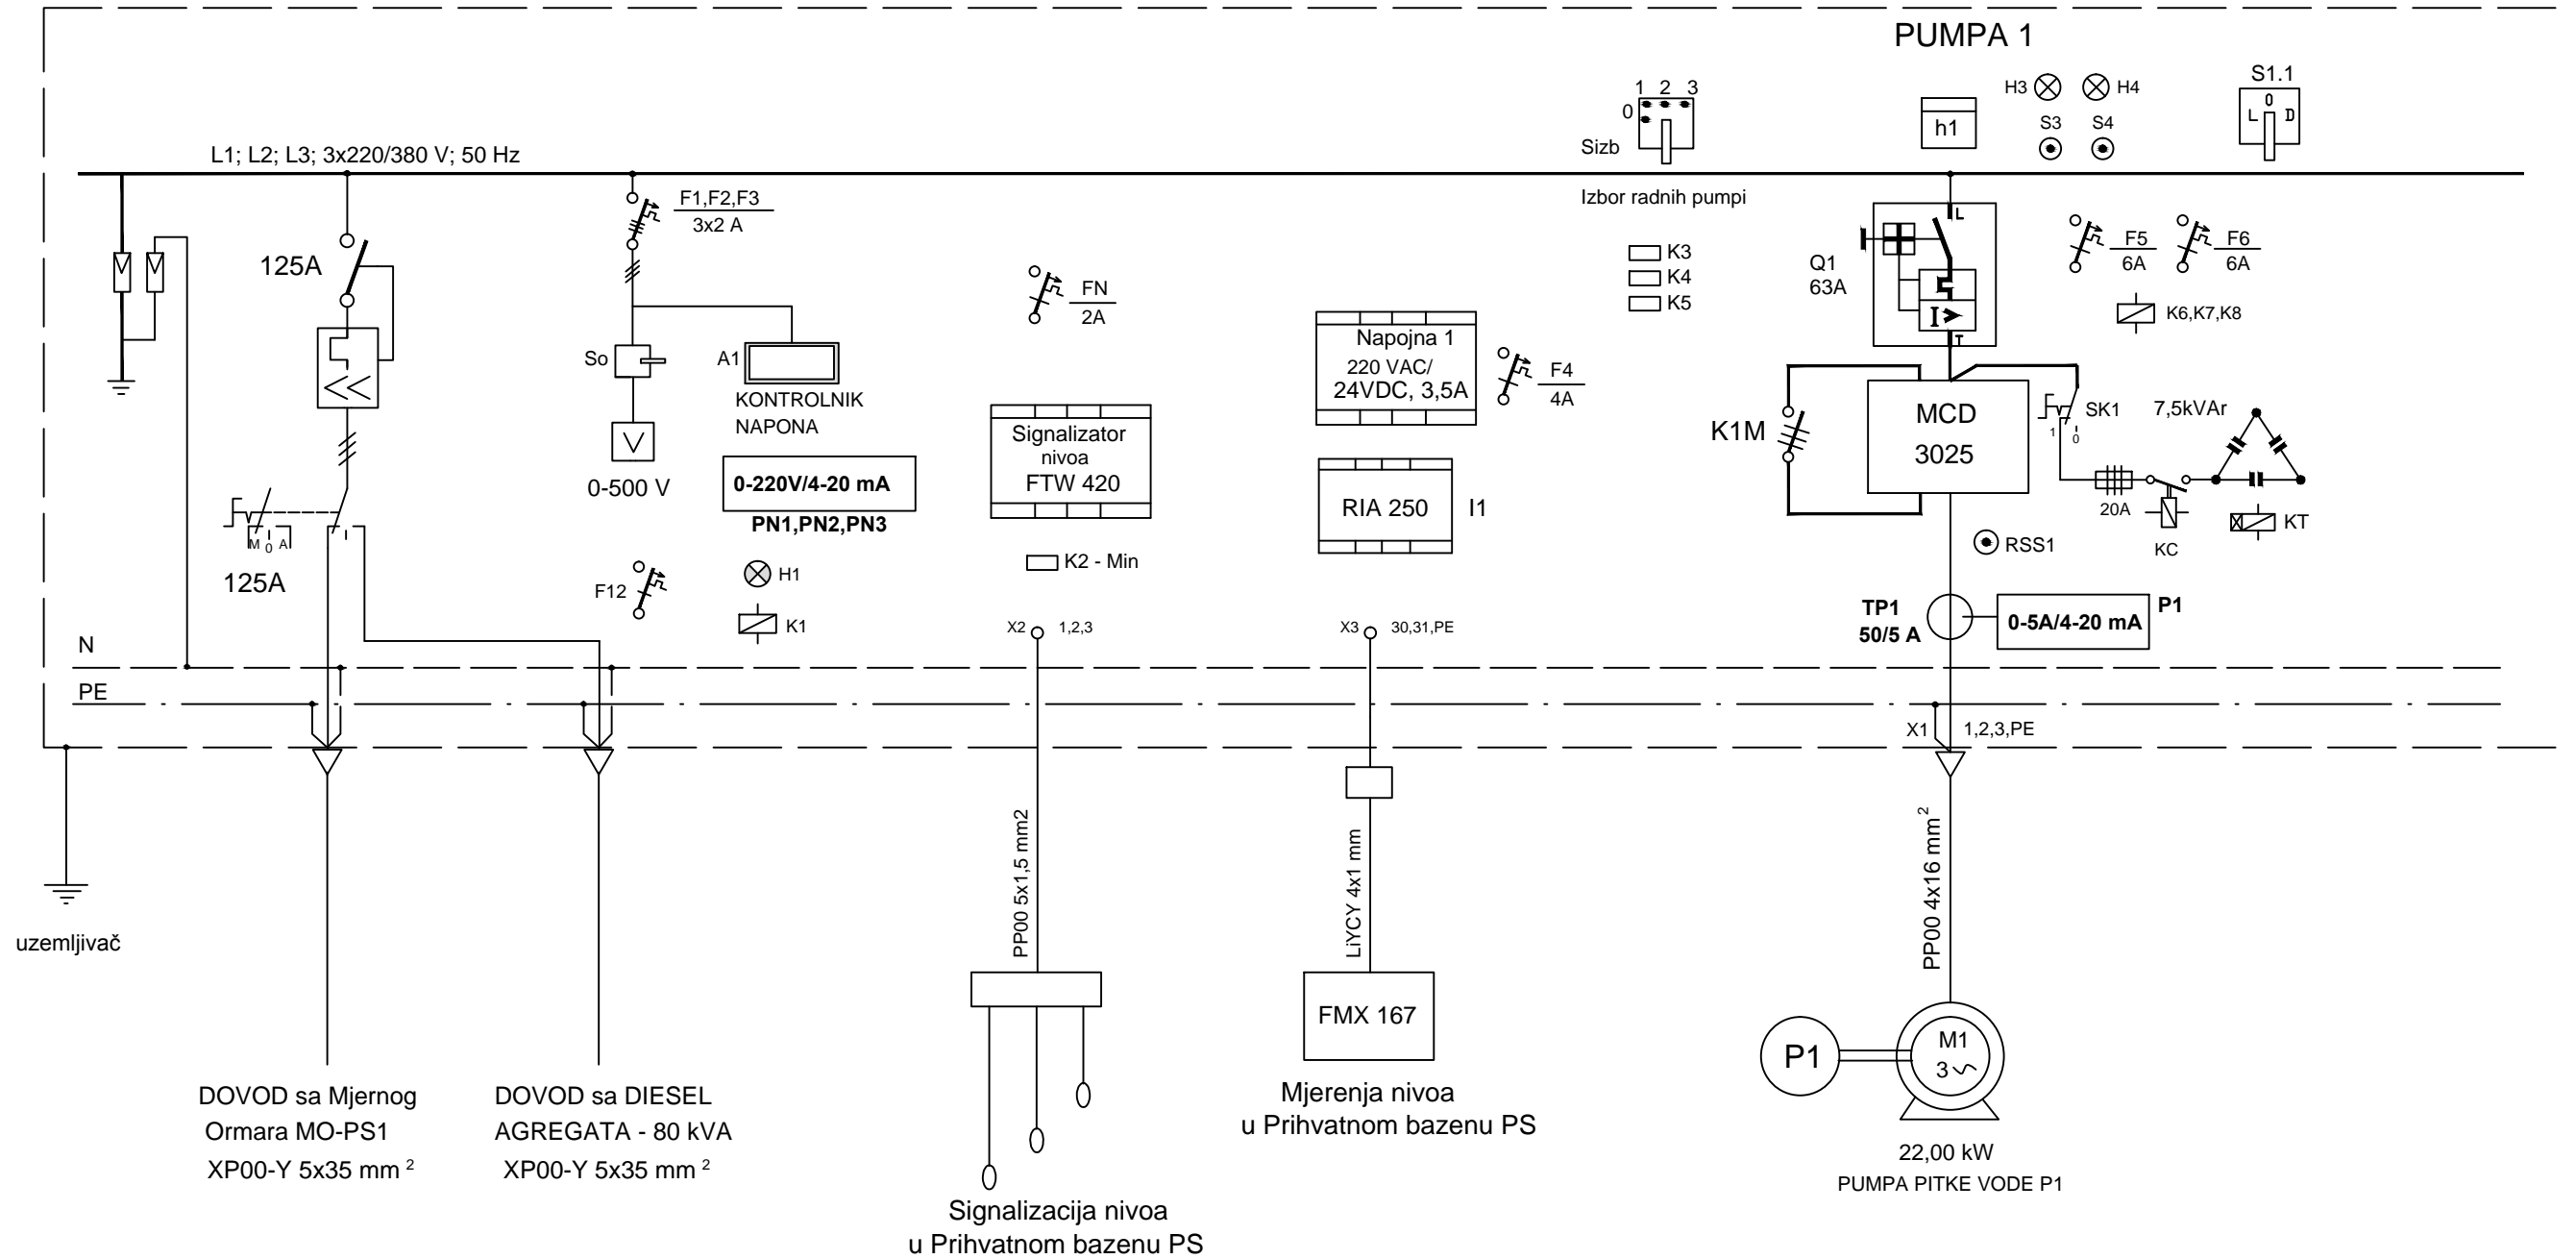 PUMPA 1
1 2 3
0
Sizb
Izbor radnih pumpi
h1
H3
H4
S3
S4
S1.1
0
L
D
L1; L2; L3; 3x220/380 V; 50 Hz
125A
F1,F2,F3
3x2 A
So
A1
KONTROLNIK
NAPONA
V
0-500 V
0-220V/4-20 mA
PN1,PN2,PN3
M 0 A
125A
F12
H1
K1
FN
2A
Signalizator
nivoa
FTW 420
K2 - Min
X2
1,2,3
Napojna 1
220 VAC/
24VDC, 3,5A
F4
4A
RIA 250
I1
X3
30,31,PE
K3
K4
K5
Q1
63A
L
I>
T
F5
6A
F6
6A
K6,K7,K8
K1M
MCD
3025
SK1
1
0
7,5kVAr
20A
KC
KT
RSS1
TP1
50/5 A
0-5A/4-20 mA
P1
N
PE
X1
1,2,3,PE
uzemljivač
PP00 5x1,5 mm2
LiYCY 4x1 mm
PP00 4x16 mm²
FMX 167
P1
M1
3
DOVOD sa Mjernog
Ormara MO-PS1
XP00-Y 5x35 mm ²
DOVOD sa DIESEL
AGREGATA - 80 kVA
XP00-Y 5x35 mm ²
Signalizacija nivoa
u Prihvatnom bazenu PS
Mjerenja nivoa
u Prihvatnom bazenu PS
22,00 kW
PUMPA PITKE VODE P1